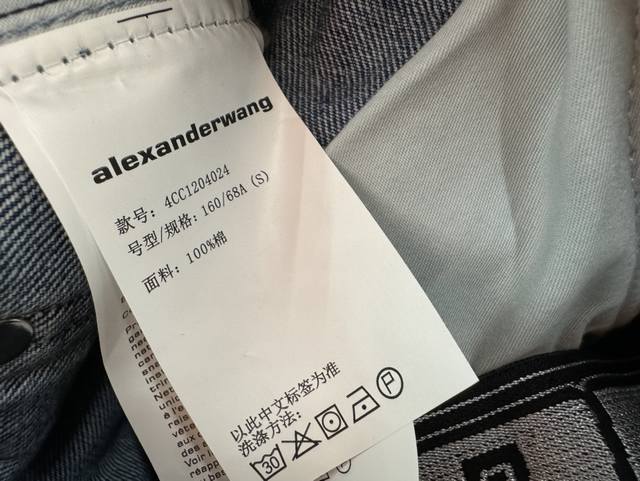 alexanderwang
款号: 4CC1204024
号型/规格: 160/68A (S)
面料: 100%棉
以此中文标签为准
洗涤方法:
30
P